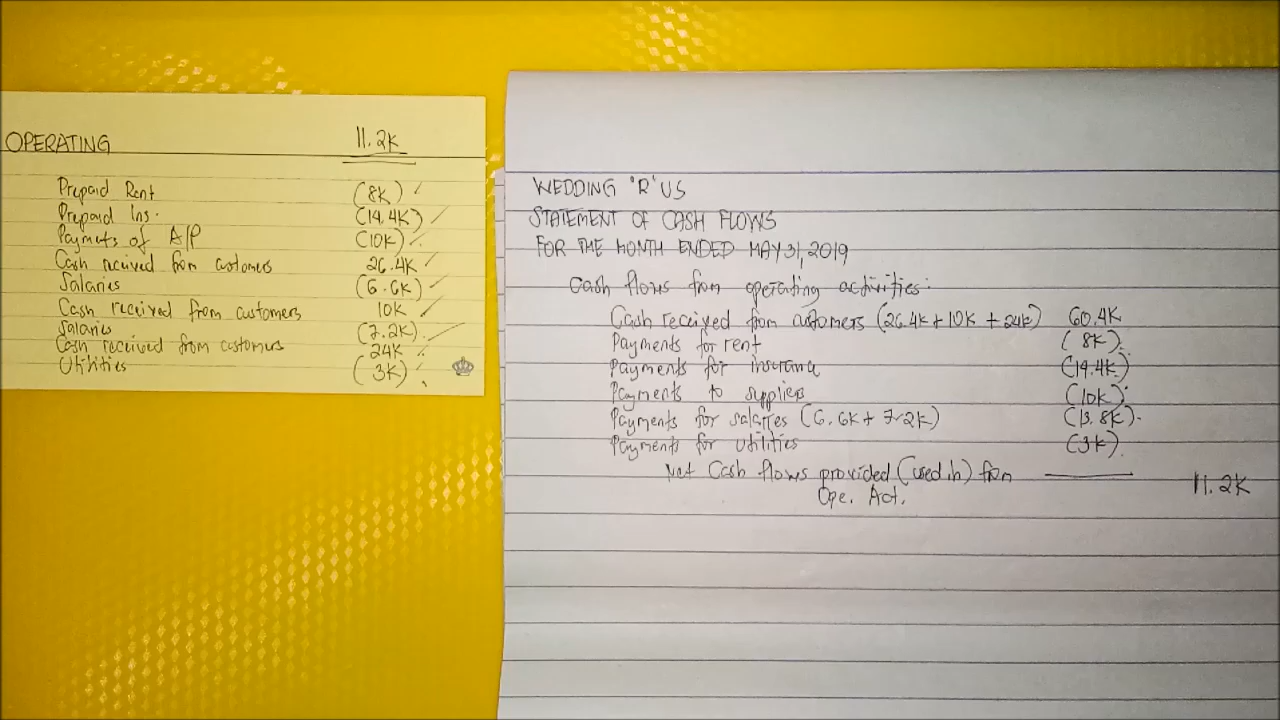 OPERATING 11.2K
Prepaid Rent (8K) ✓
Prepaid Ins. (14.4K) ✓
Paymets of A/P (10K) ✓
Cash received from customers 26.4K ✓
Salaries (6.6K) ✓
Cash received from customers 10K ✓
Salaries (7.2K) ✓
Cash received from customers 24K ✓
Utilities (3K) ✓
WEDDING "R" US
STATEMENT OF CASH FLOWS
FOR THE MONTH ENDED MAY 31, 2019
Cash flows from operating activities:
Cash received from customers (26.4K + 10K + 24K) 60.4K
Payments for rent (8K)
Payments for insurance (14.4K)
Payments to suppliers (10K)
Payments for salaries (6.6K + 7.2K) (13.8K)
Payments for utilities (3K)
Net Cash flows provided (used in) from
Ope. Act. 11.2K